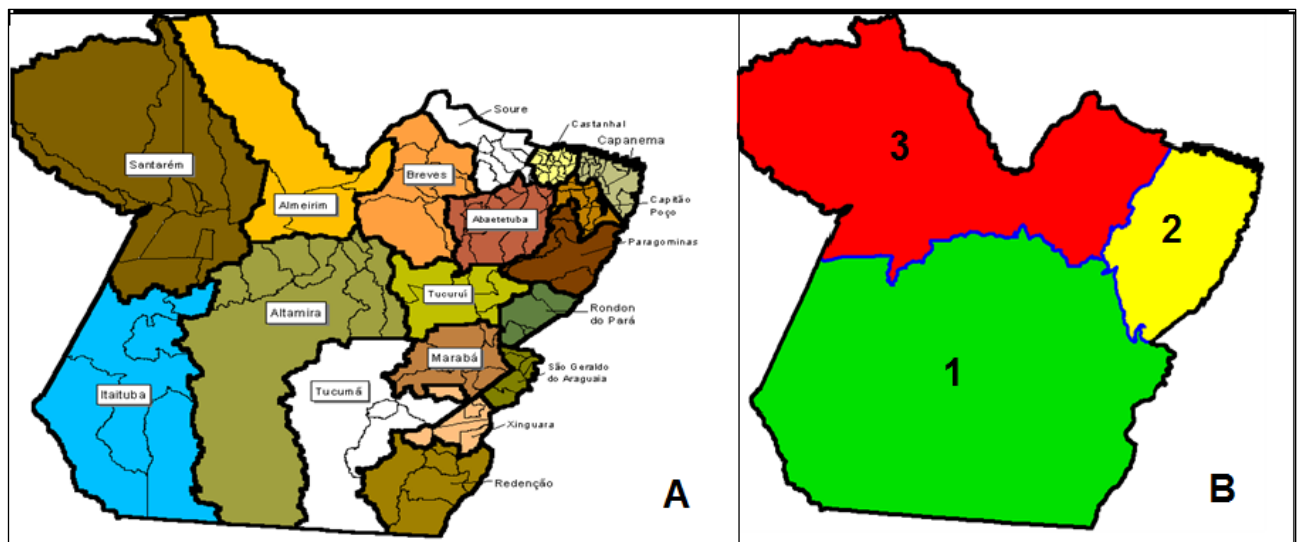 Soure
Castanhal
Capanema
Santarém
Breves
Almeirim
Abaetetuba
Capitão
Poço
Paragominas
Altamira
Tucuruí
Rondon
do Pará
Marabá
São Geraldo
do Araguaia
Itaituba
Tucumã
Xinguara
Redenção
A
3
2
1
B